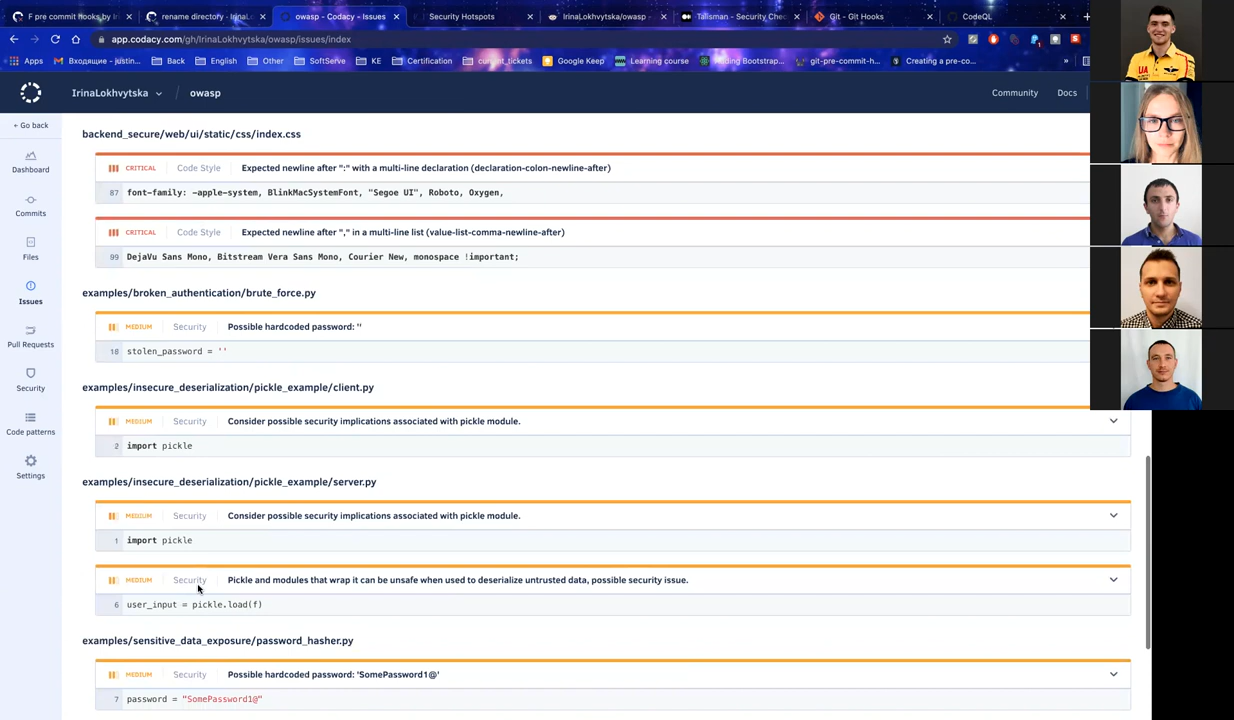 F pre commit hooks by
rename directory · IrinaL
owasp - Codacy - Issues
Security Hotspots
IrinaLokhvytska/owasp –
Talisman - Security Chec
Git - Git Hooks
CodeQL
app.codacy.com/gh/IrinaLokhvytska/owasp/issues/index
Apps
Входящие - justin...
Back
English
Other
SoftServe
KE
Certification
current_tickets
Google Keep
Learning course
Adding Bootstrap...
git-pre-commit-h...
Creating a pre-co...
»
IrinaLokhvytska
owasp
Community
Docs
Go back
Dashboard
Commits
Files
Issues
Pull Requests
Security
Code patterns
Settings
backend_secure/web/ui/static/css/index.css
CRITICAL Code Style Expected newline after ":" with a multi-line declaration (declaration-colon-newline-after)
87 font-family: -apple-system, BlinkMacSystemFont, "Segoe UI", Roboto, Oxygen,
CRITICAL Code Style Expected newline after "," in a multi-line list (value-list-comma-newline-after)
99 DejaVu Sans Mono, Bitstream Vera Sans Mono, Courier New, monospace !important;
examples/broken_authentication/brute_force.py
MEDIUM Security Possible hardcoded password: ''
18 stolen_password = ''
examples/insecure_deserialization/pickle_example/client.py
MEDIUM Security Consider possible security implications associated with pickle module.
2 import pickle
examples/insecure_deserialization/pickle_example/server.py
MEDIUM Security Consider possible security implications associated with pickle module.
1 import pickle
MEDIUM Security Pickle and modules that wrap it can be unsafe when used to deserialize untrusted data, possible security issue.
6 user_input = pickle.load(f)
examples/sensitive_data_exposure/password_hasher.py
MEDIUM Security Possible hardcoded password: 'SomePassword1@'
7 password = "SomePassword1@"
UA